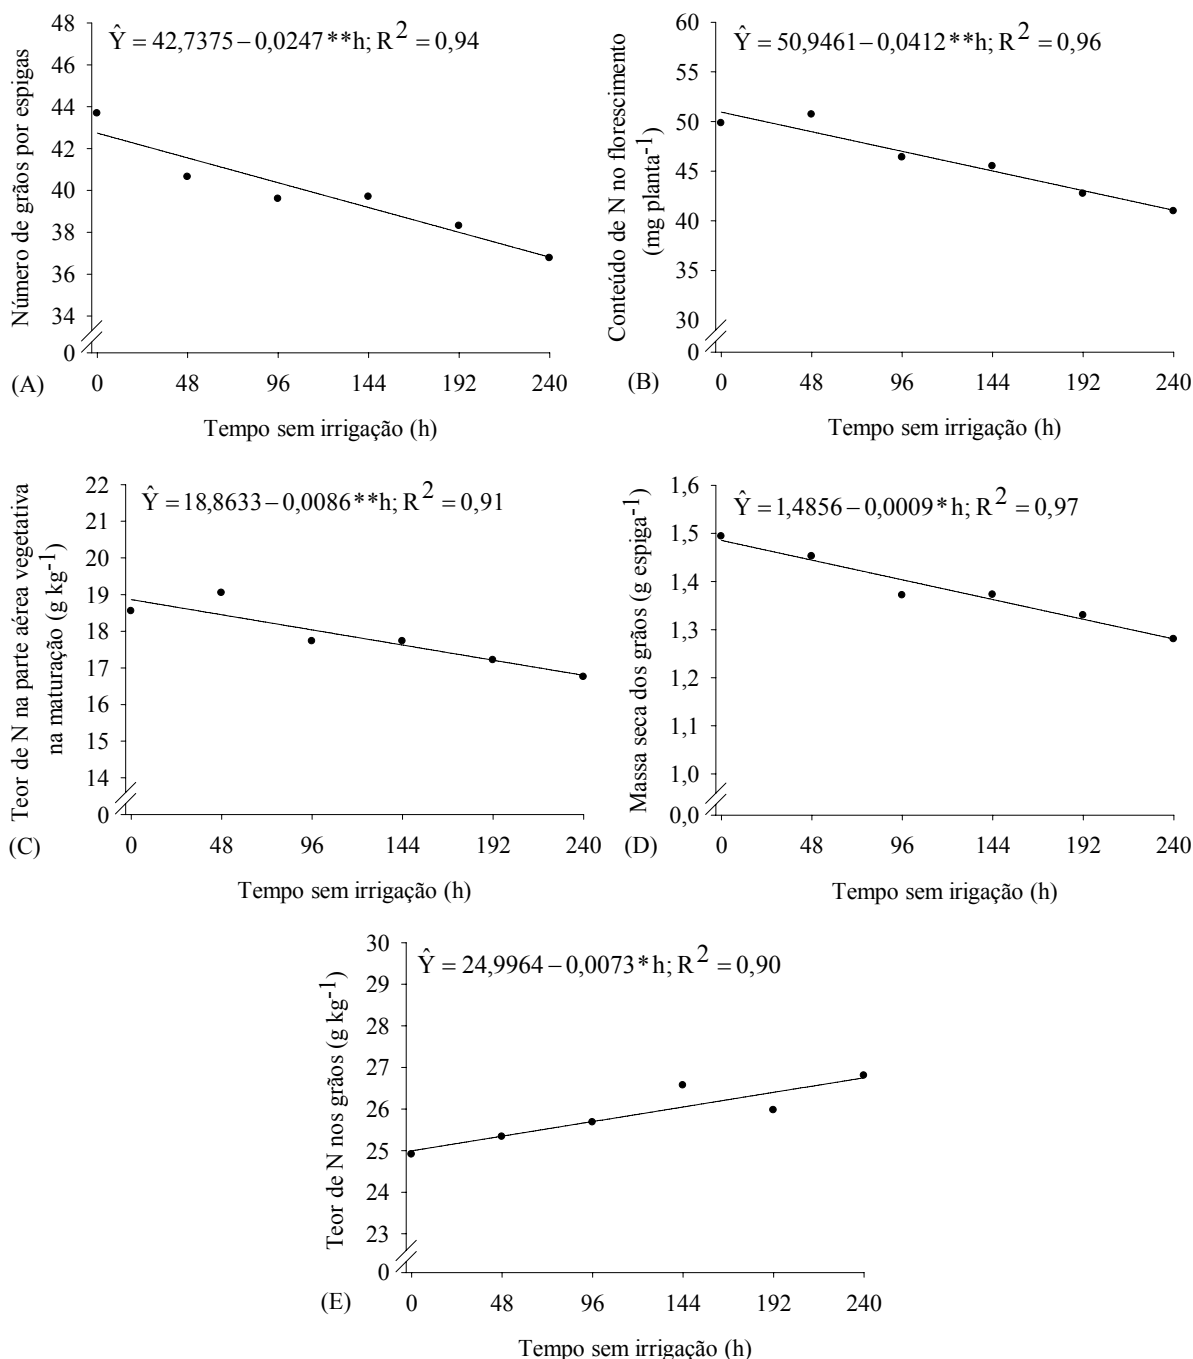 Ŷ = 42,7375 – 0,0247 **h; R² = 0,94
Número de grãos por espigas
48
46
44
42
40
38
36
34
0
0 48 96 144 192 240
(A)
Tempo sem irrigação (h)
Ŷ = 50,9461 – 0,0412 **h; R² = 0,96
Conteúdo de N no florescimento
(mg planta⁻¹)
60
55
50
45
40
35
30
0
0 48 96 144 192 240
(B)
Tempo sem irrigação (h)
Ŷ = 18,8633 – 0,0086 **h; R² = 0,91
Teor de N na parte aérea vegetativa
na maturação (g kg⁻¹)
22
21
20
19
18
17
16
15
14
0
0 48 96 144 192 240
(C)
Tempo sem irrigação (h)
Ŷ = 1,4856 – 0,0009 * h; R² = 0,97
Massa seca dos grãos (g espiga⁻¹)
1,6
1,5
1,4
1,3
1,2
1,1
1,0
0,0
0 48 96 144 192 240
(D)
Tempo sem irigação (h)
Ŷ = 24,9964 – 0,0073 * h; R² = 0,90
Teor de N nos grãos (g kg⁻¹)
30
29
28
27
26
25
24
23
0
0 48 96 144 192 240
(E)
Tempo sem irrigação (h)